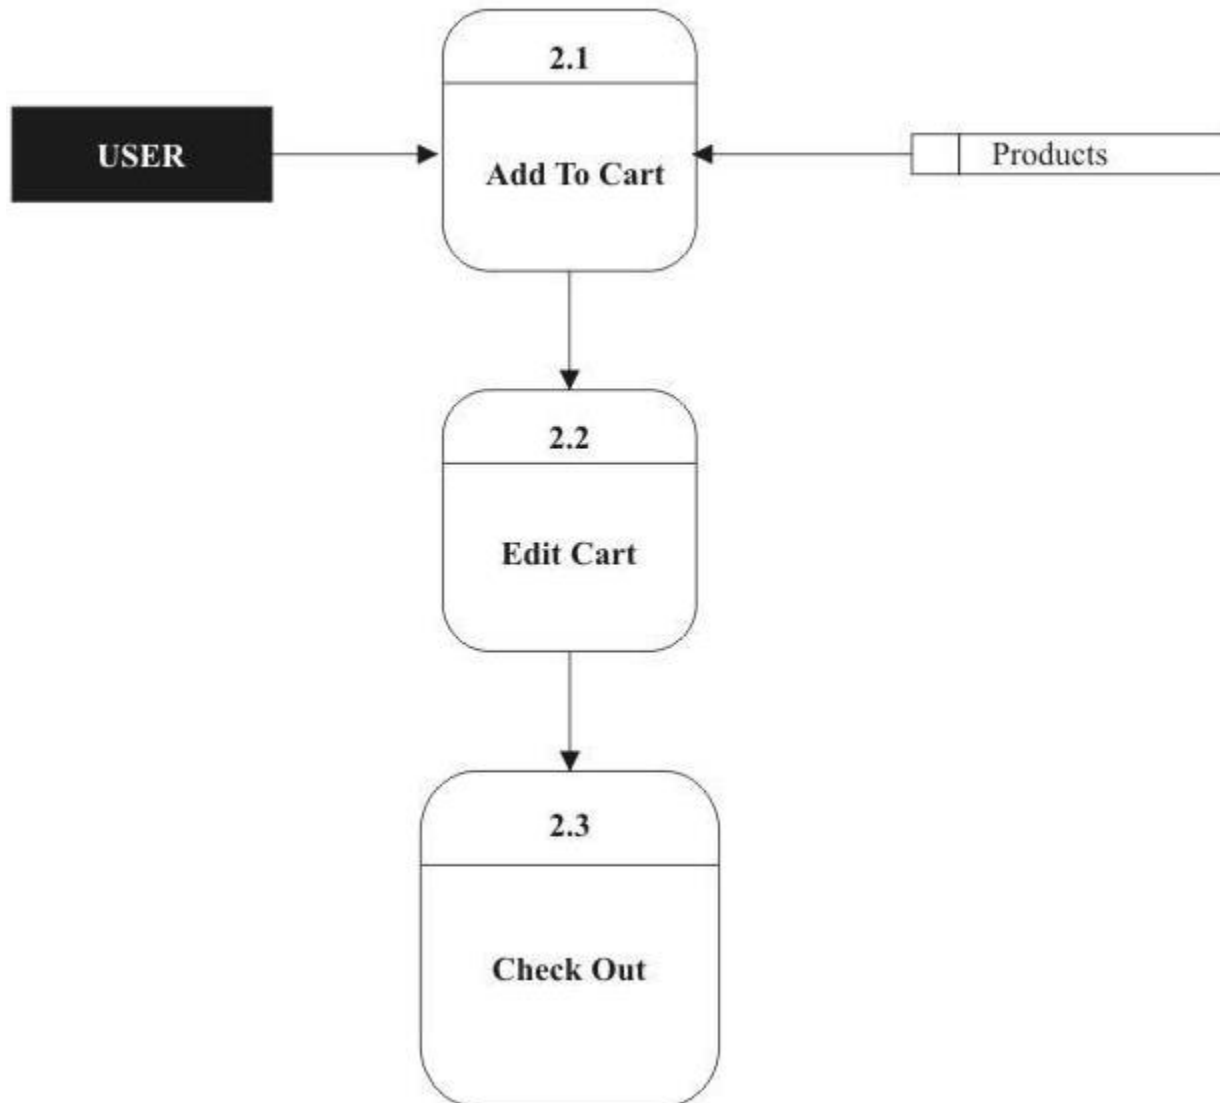 2.1
USER
Add To Cart
Products
2.2
Edit Cart
2.3
Check Out